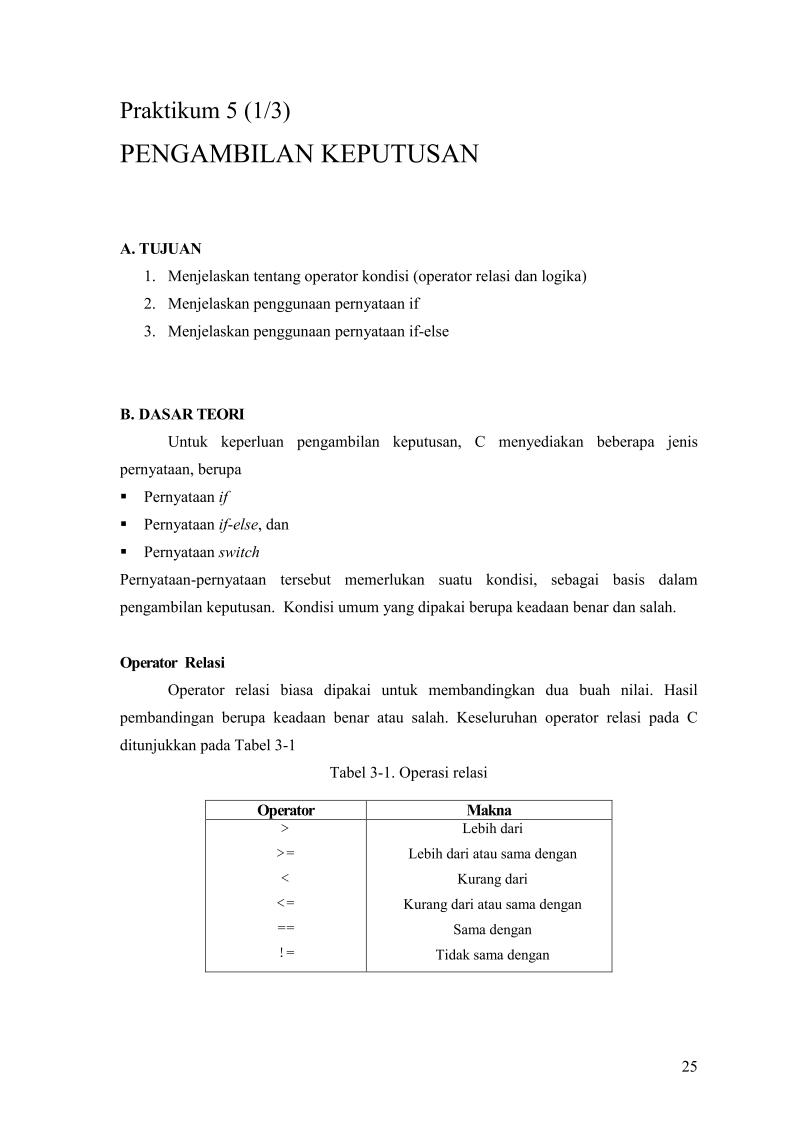 Praktikum 5 (1/3)
PENGAMBILAN KEPUTUSAN
A. TUJUAN
1. Menjelaskan tentang operator kondisi (operator relasi dan logika)
2. Menjelaskan penggunaan pernyataan if
3. Menjelaskan penggunaan pernyataan if-else
B. DASAR TEORI
Untuk keperluan pengambilan keputusan, C menyediakan beberapa jenis
pernyataan, berupa
▪ Pernyataan if
▪ Pernyataan if-else, dan
▪ Pernyataan switch
Pernyataan-pernyataan tersebut memerlukan suatu kondisi, sebagai basis dalam
pengambilan keputusan. Kondisi umum yang dipakai berupa keadaan benar dan salah.
Operator Relasi
Operator relasi biasa dipakai untuk membandingkan dua buah nilai. Hasil
pembandingan berupa keadaan benar atau salah. Keseluruhan operator relasi pada C
ditunjukkan pada Tabel 3-1
Tabel 3-1. Operasi relasi
Operator Makna
> Lebih dari
>= Lebih dari atau sama dengan
< Kurang dari
<= Kurang dari atau sama dengan
== Sama dengan
!= Tidak sama dengan
25